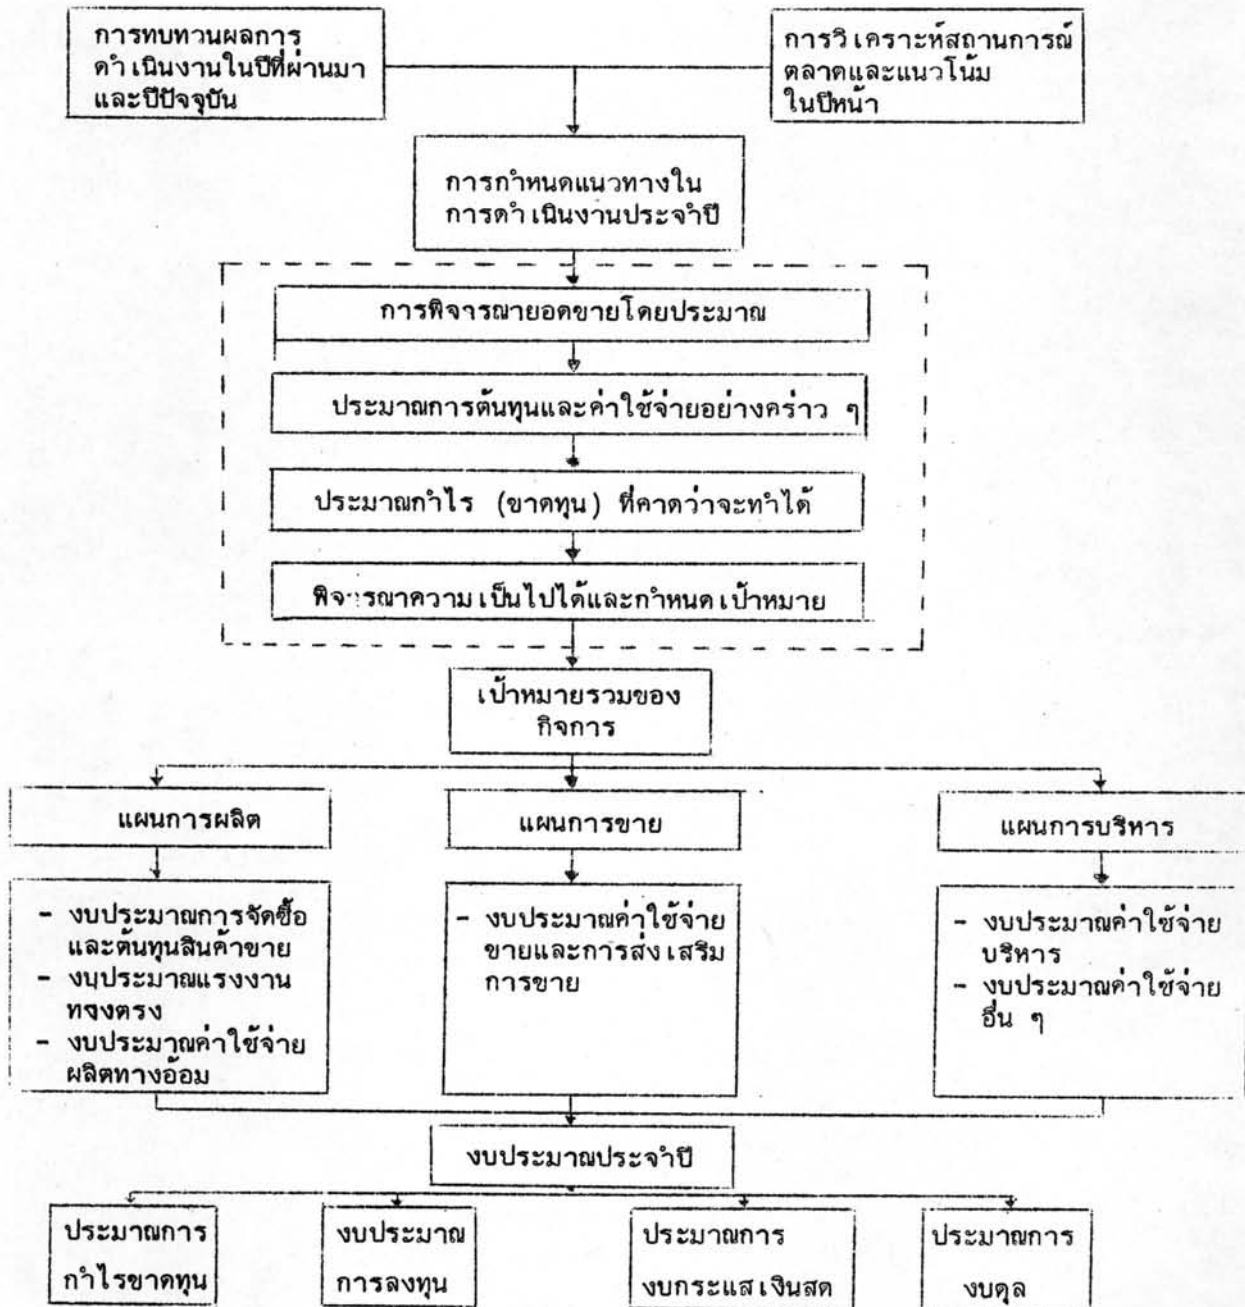 การทบทวนผลการ
ดำเนินงานในปีที่ผ่านมา
และปีปัจจุบัน
การวิเคราะห์สถานการณ์
ตลาดและแนวโน้ม
ในปีหน้า
การกำหนดแนวทางใน
การดำเนินงานประจำปี
การพิจารณายอดขายโดยประมาณ
ประมาณการต้นทุนและค่าใช้จ่ายอย่างคร่าว ๆ
ประมาณกำไร (ขาดทุน) ที่คาดว่าจะทำได้
พิจารณาความเป็นไปได้และกำหนดเป้าหมาย
เป้าหมายรวมของ
กิจการ
แผนการผลิต
แผนการขาย
แผนการบริหาร
- งบประมาณการจัดซื้อ
และต้นทุนสินค้าขาย
- งบประมาณแรงงาน
ทางตรง
- งบประมาณค่าใช้จ่าย
ผลิตทางอ้อม
- งบประมาณค่าใช้จ่าย
ขายและการส่งเสริม
การขาย
- งบประมาณค่าใช้จ่าย
บริหาร
- งบประมาณค่าใช้จ่าย
อื่น ๆ
งบประมาณประจำปี
ประมาณการ
กำไรขาดทุน
งบประมาณ
การลงทุน
ประมาณการ
งบกระแสเงินสด
ประมาณการ
งบดุล